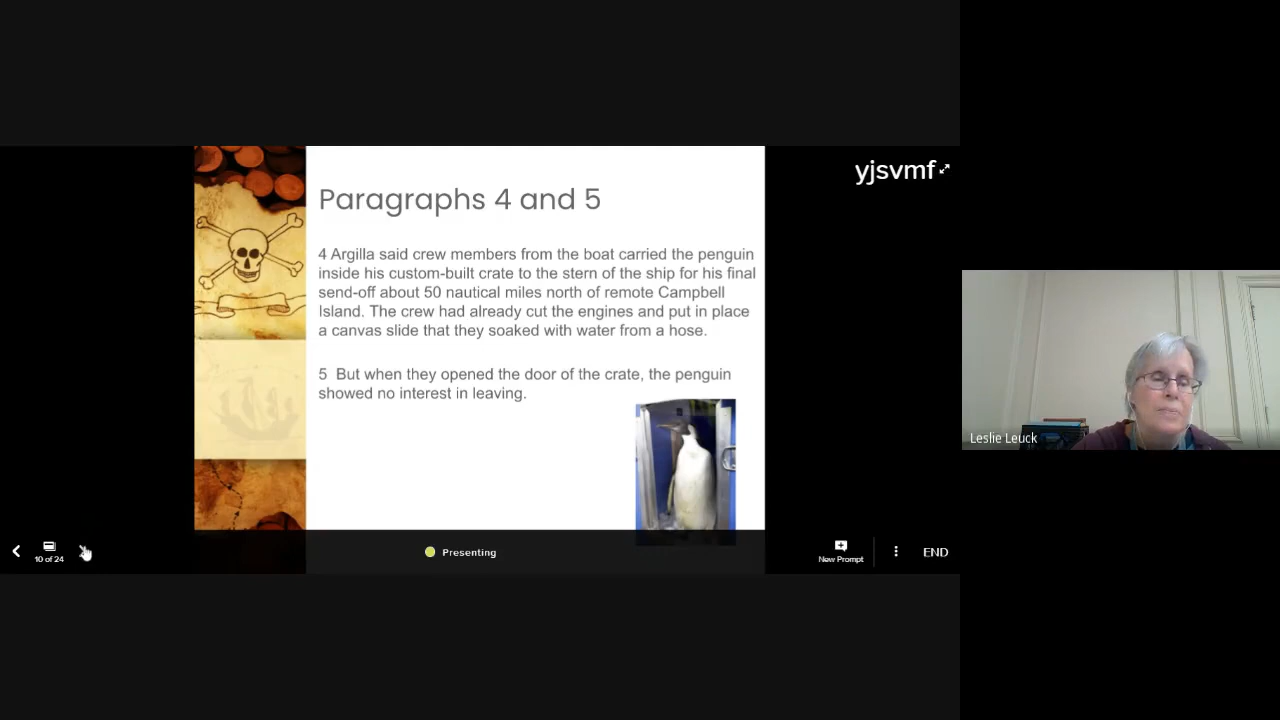 yjsvmf
Paragraphs 4 and 5
4 Argilla said crew members from the boat carried the penguin
inside his custom-built crate to the stern of the ship for his final
send-off about 50 nautical miles north of remote Campbell
Island. The crew had already cut the engines and put in place
a canvas slide that they soaked with water from a hose.
5 But when they opened the door of the crate, the penguin
showed no interest in leaving.
Leslie Leuck
10 of 24
Presenting
New Prompt
END